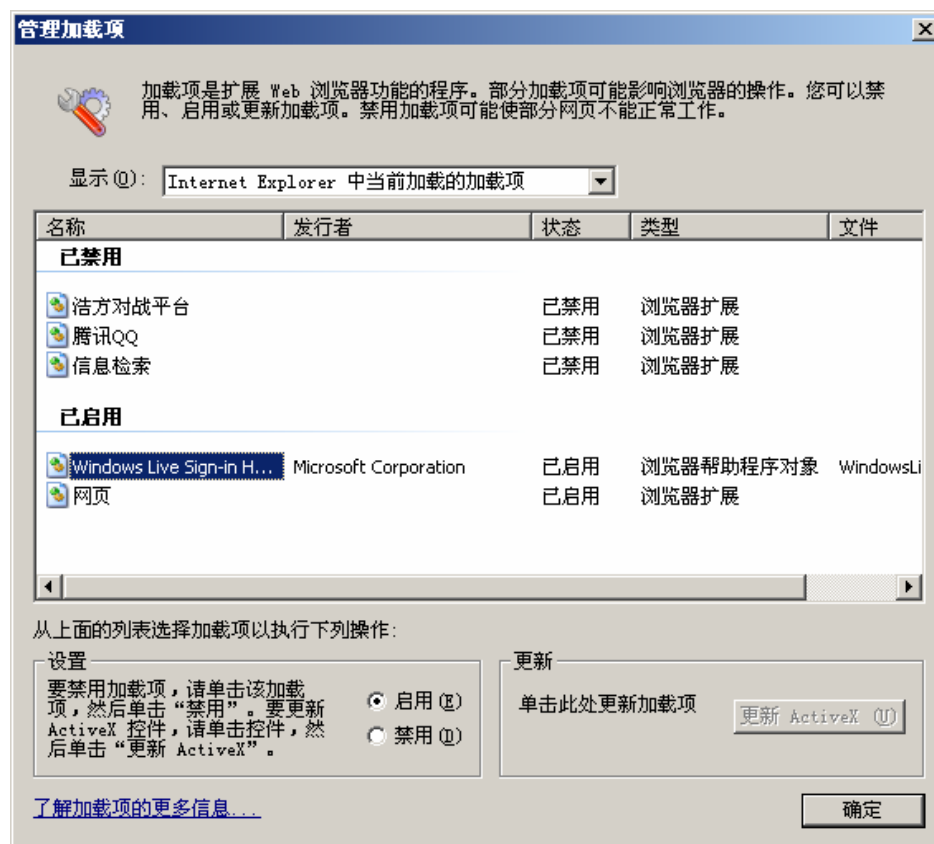 管理加载项
加载项是扩展 Web 浏览器功能的程序。部分加载项可能影响浏览器的操作。您可以禁
用、启用或更新加载项。禁用加载项可能使部分网页不能正常工作。
显示(O): Internet Explorer 中当前加载的加载项
名称 发行者 状态 类型 文件
已禁用
浩方对战平台 已禁用 浏览器扩展
腾讯QQ 已禁用 浏览器扩展
信息检索 已禁用 浏览器扩展
已启用
Windows Live Sign-in H... Microsoft Corporation 已启用 浏览器帮助程序对象 WindowsLi
网页 已启用 浏览器扩展
从上面的列表选择加载项以执行下列操作:
设置
要禁用加载项，请单击该加载
项，然后单击“禁用”。要更新
ActiveX 控件，请单击控件，然
后单击“更新 ActiveX”。
启用(E)
禁用(D)
更新
单击此处更新加载项
更新 ActiveX (U)
了解加载项的更多信息...
确定